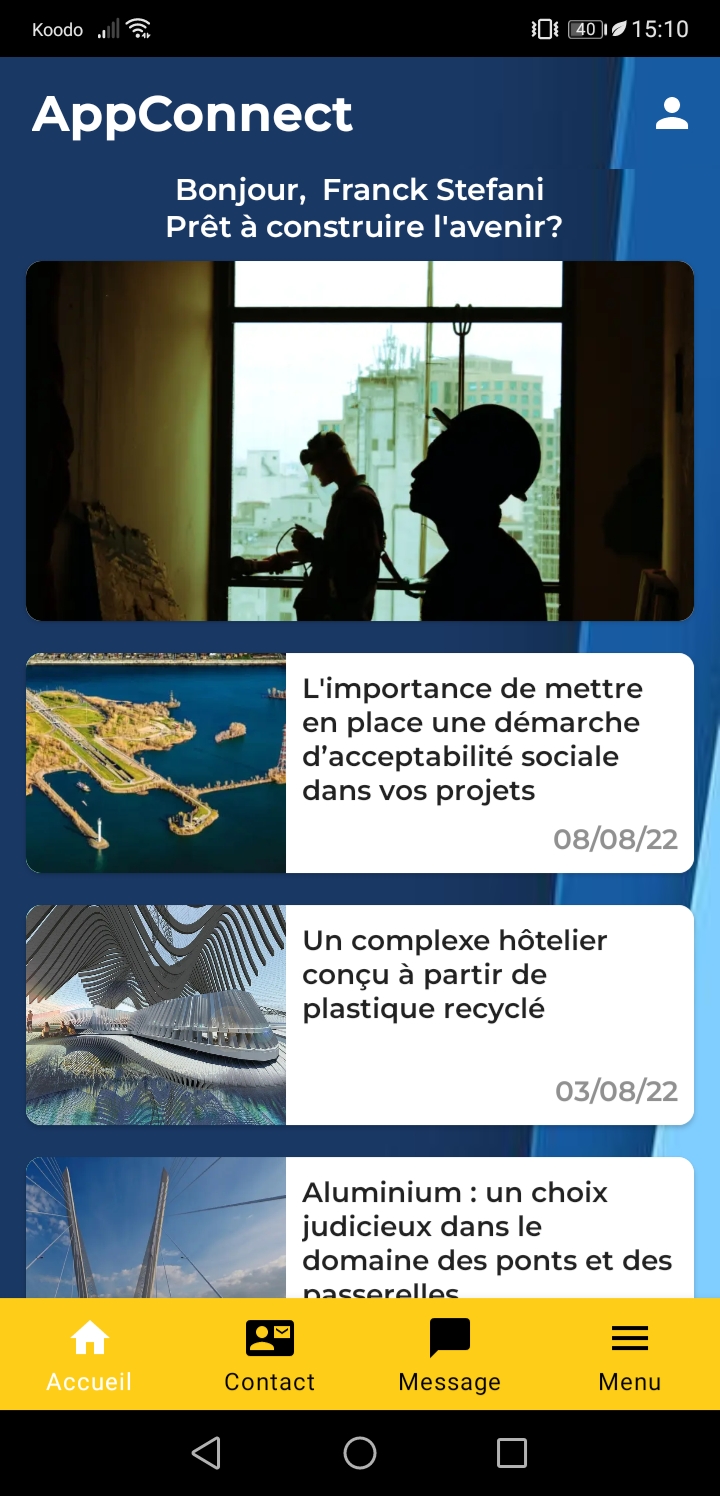 Koodo
40
15:10
AppConnect
Bonjour, Franck Stefani
Prêt à construire l'avenir?
L'importance de mettre
en place une démarche
d’acceptabilité sociale
dans vos projets
08/08/22
Un complexe hôtelier
conçu à partir de
plastique recyclé
03/08/22
Aluminium : un choix
judicieux dans le
domaine des ponts et des
passerelles
Accueil
Contact
Message
Menu